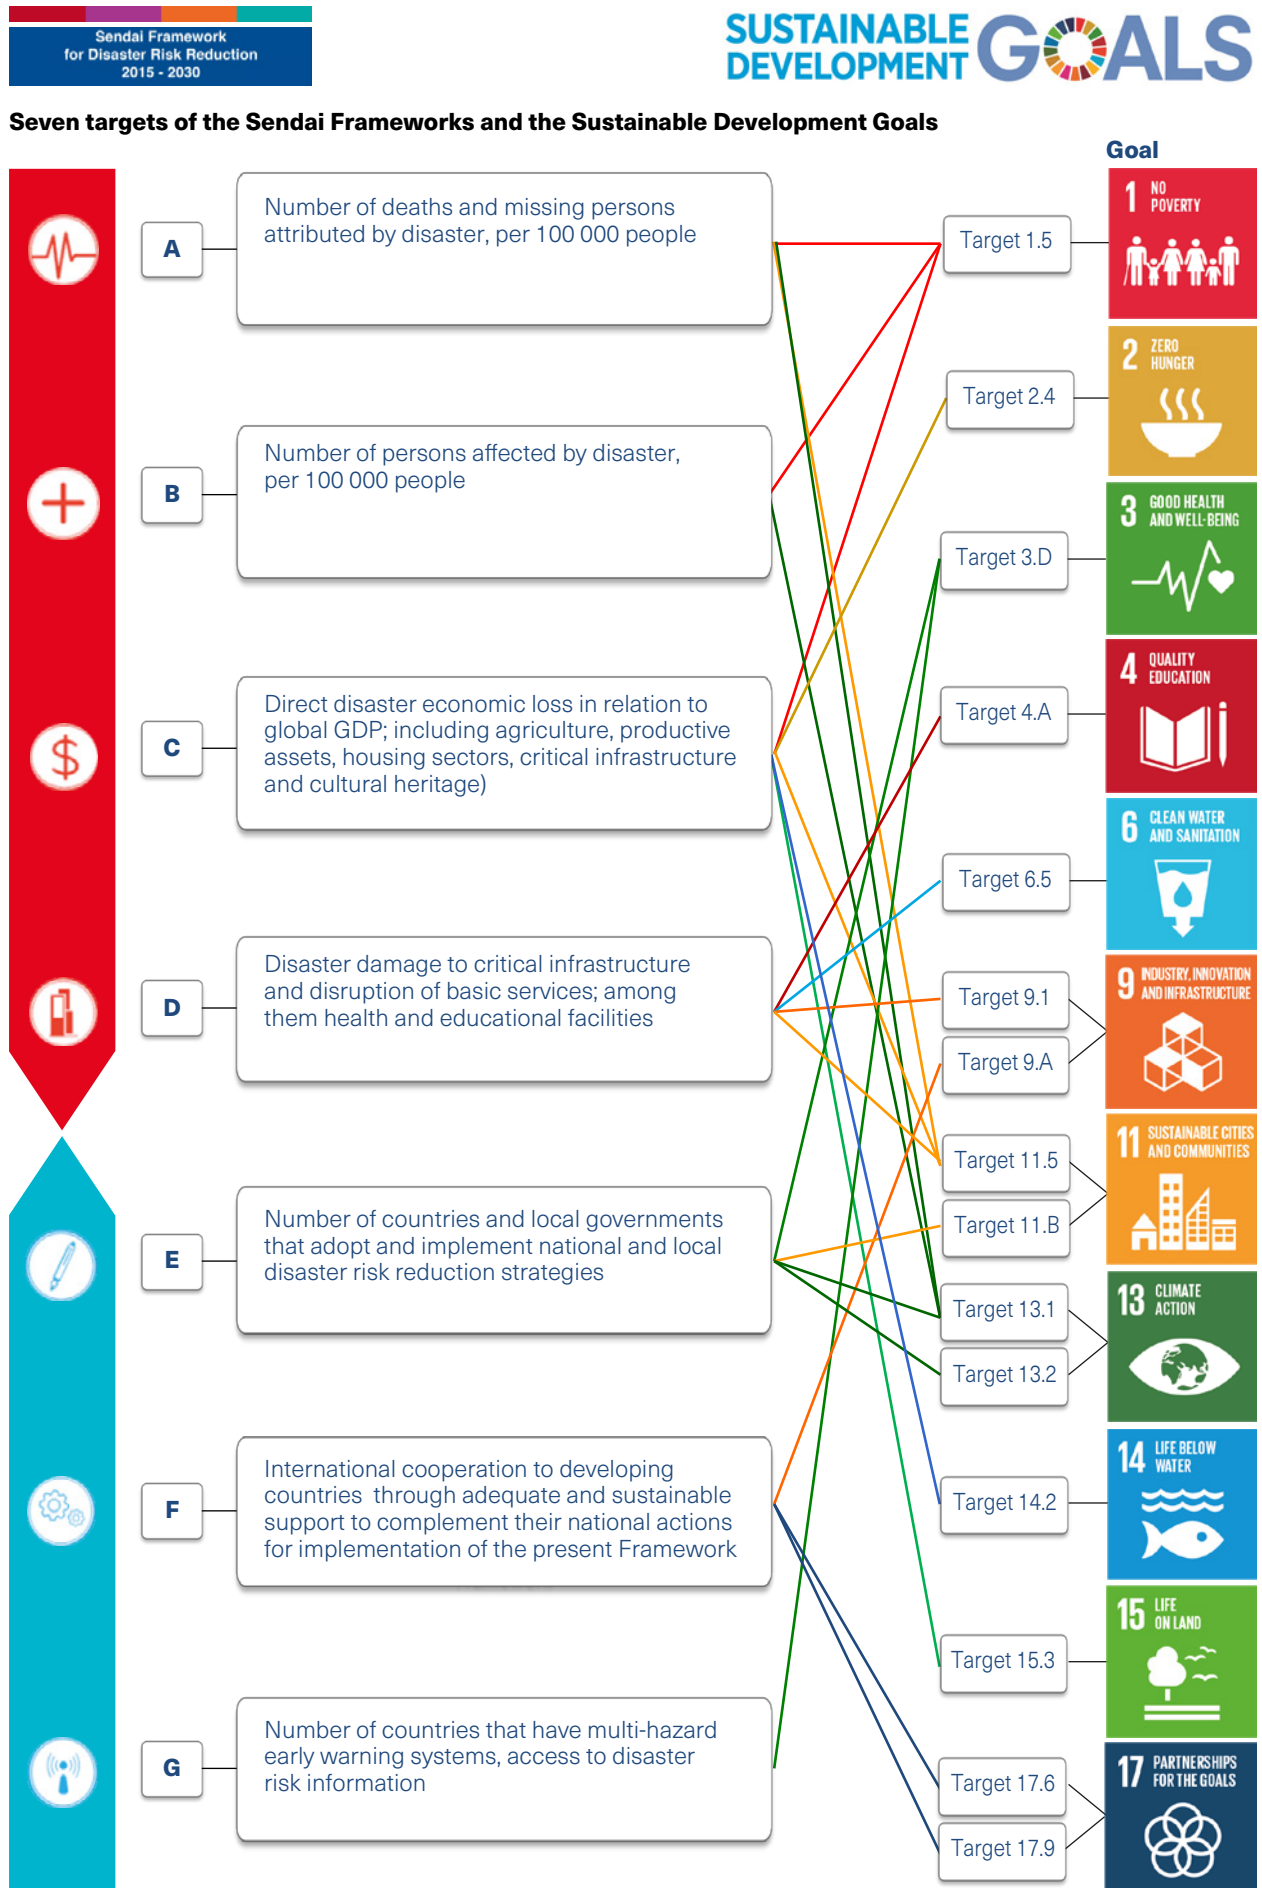 Sendai Framework
for Disaster Risk Reduction
2015 - 2030
SUSTAINABLE
DEVELOPMENT
GOALS
Seven targets of the Sendai Frameworks and the Sustainable Development Goals
Goal
A
Number of deaths and missing persons
attributed by disaster, per 100 000 people
B
Number of persons affected by disaster,
per 100 000 people
C
Direct disaster economic loss in relation to
global GDP; including agriculture, productive
assets, housing sectors, critical infrastructure
and cultural heritage)
D
Disaster damage to critical infrastructure
and disruption of basic services; among
them health and educational facilities
E
Number of countries and local governments
that adopt and implement national and local
disaster risk reduction strategies
F
International cooperation to developing
countries through adequate and sustainable
support to complement their national actions
for implementation of the present Framework
G
Number of countries that have multi-hazard
early warning systems, access to disaster
risk information
Target 1.5
Target 2.4
Target 3.D
Target 4.A
Target 6.5
Target 9.1
Target 9.A
Target 11.5
Target 11.B
Target 13.1
Target 13.2
Target 14.2
Target 15.3
Target 17.6
Target 17.9
1 NO
POVERTY
2 ZERO
HUNGER
3 GOOD HEALTH
AND WELL-BEING
4 QUALITY
EDUCATION
6 CLEAN WATER
AND SANITATION
9 INDUSTRY, INNOVATION
AND INFRASTRUCTURE
11 SUSTAINABLE CITIES
AND COMMUNITIES
13 CLIMATE
ACTION
14 LIFE BELOW
WATER
15 LIFE
ON LAND
17 PARTNERSHIPS
FOR THE GOALS